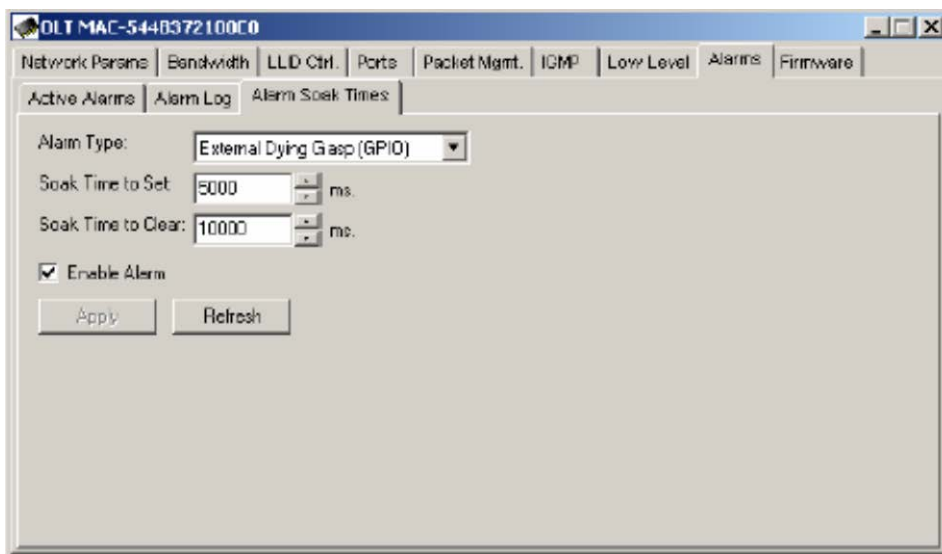 OLT MAC-5448372100C0
Network Params Bandwidth LLID Ctrl. Ports Packet Mgmt. IGMP Low Level Alarms Firmware
Active Alarms Alarm Log Alarm Soak Times
Alarm Type: External Dying Gasp (GPIO)
Soak Time to Set: 5000 ms.
Soak Time to Clear: 10000 ms.
Enable Alarm
Apply Refresh